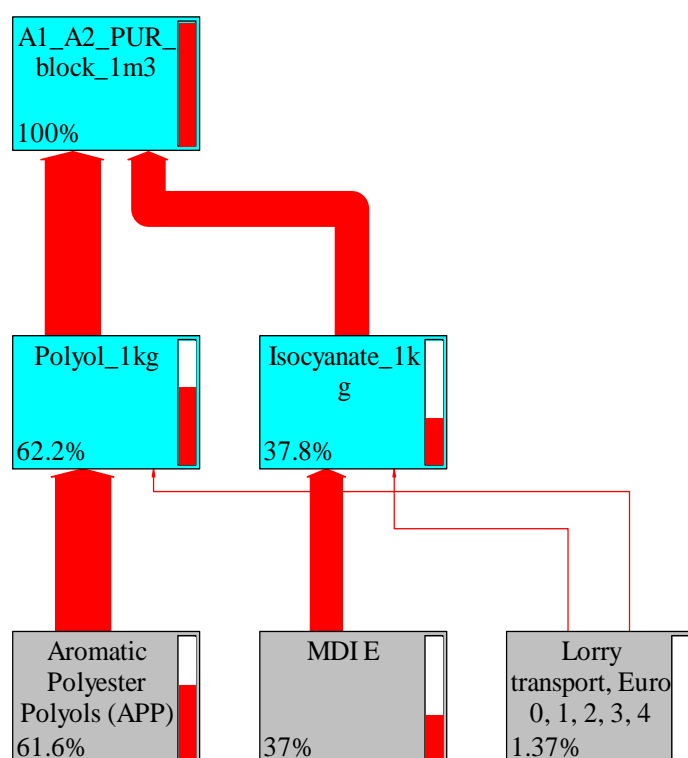 A1_A2_PUR_
block_1m3
100%
Polyol_1kg
62.2%
Isocyanate_1k
g
37.8%
Aromatic
Polyester
Polyols (APP)
61.6%
MDI E
37%
Lorry
transport, Euro
0, 1, 2, 3, 4
1.37%